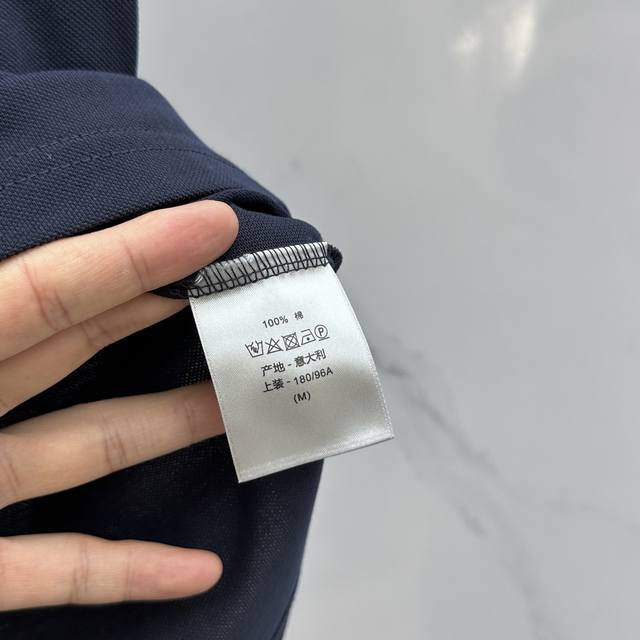 100% 棉
产地 - 意大利
上装 - 180/96A
(M)